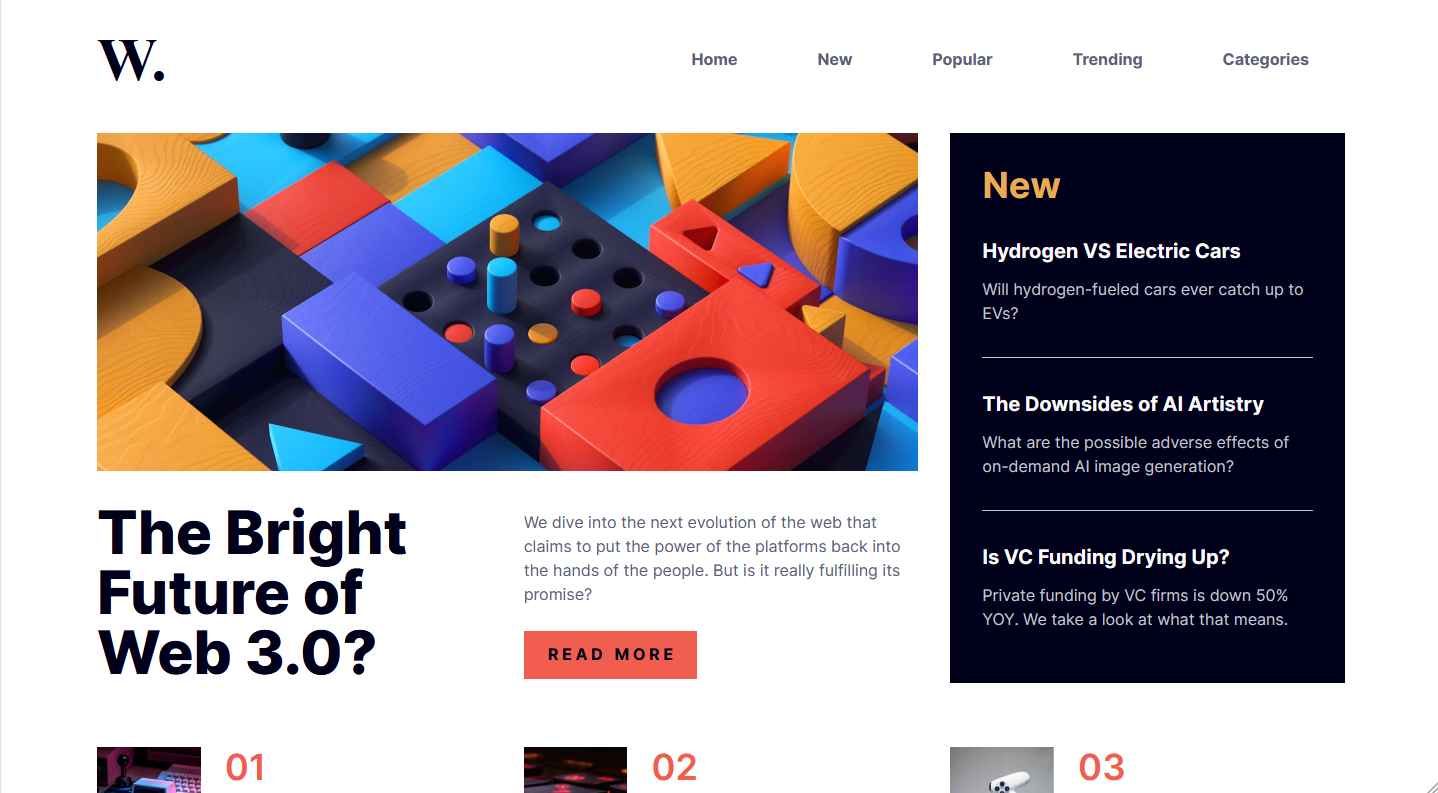 W.
Home
New
Popular
Trending
Categories
The Bright
Future of
Web 3.0?
We dive into the next evolution of the web that
claims to put the power of the platforms back into
the hands of the people. But is it really fulfilling its
promise?
READ MORE
New
Hydrogen VS Electric Cars
Will hydrogen-fueled cars ever catch up to
EVs?
The Downsides of AI Artistry
What are the possible adverse effects of
on-demand AI image generation?
Is VC Funding Drying Up?
Private funding by VC firms is down 50%
YOY. We take a look at what that means.
01
02
03